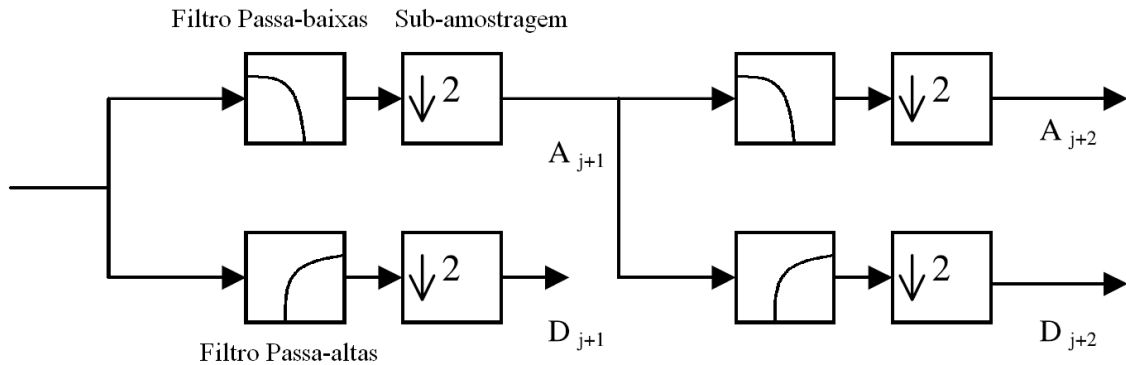 Filtro Passa-baixas
Sub-amostragem
↓ 2
↓ 2
A j+1
A j+2
↓ 2
↓ 2
D j+1
D j+2
Filtro Passa-altas